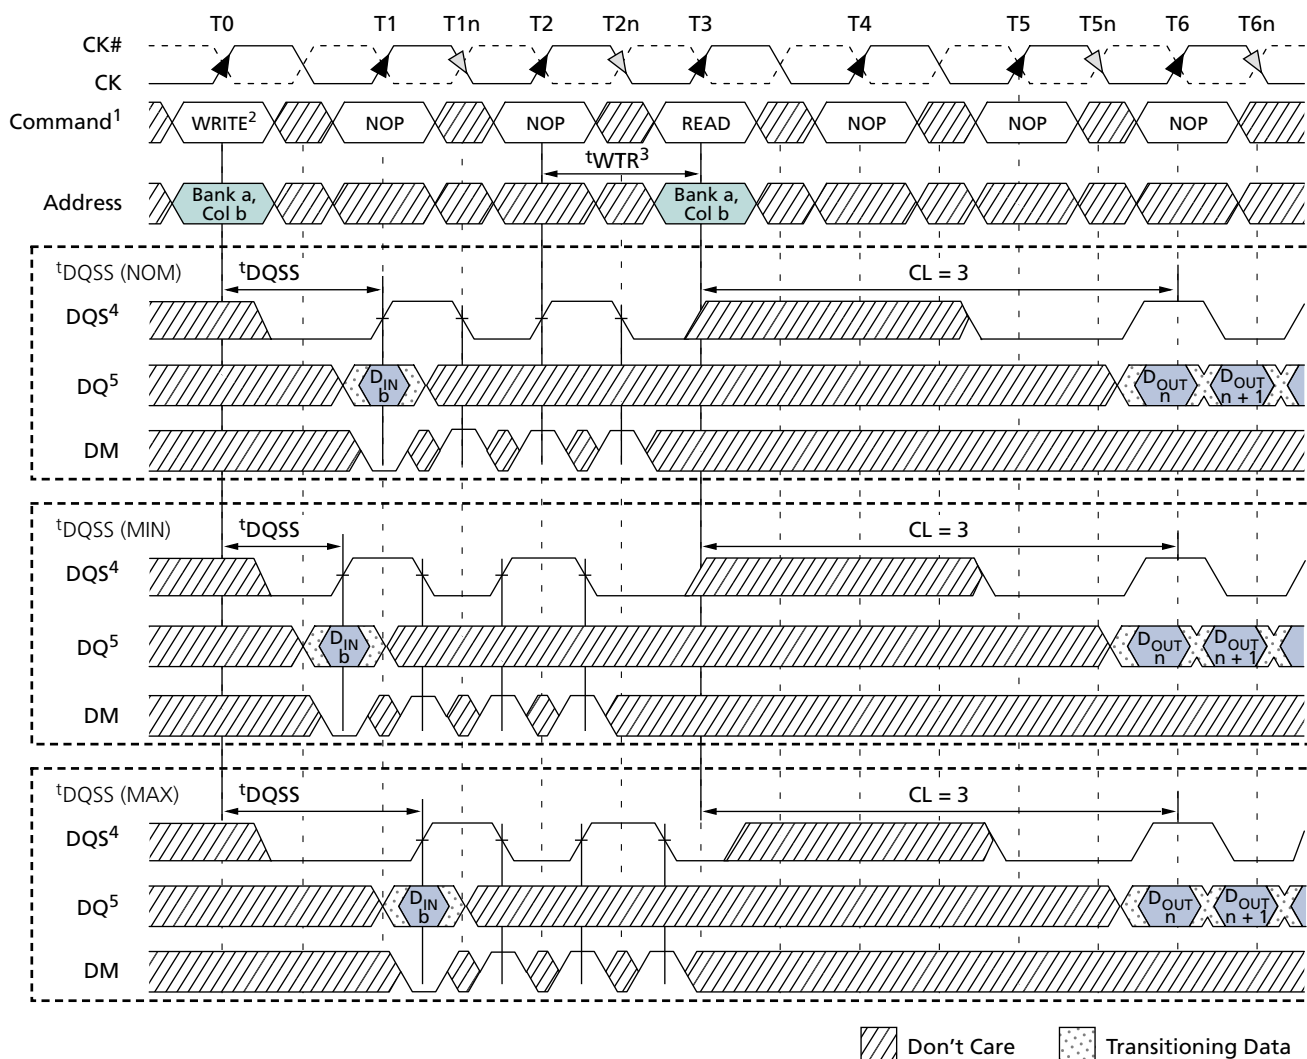 T0 T1 T1n T2 T2n T3 T4 T5 T5n T6 T6n
CK#
CK
Command1 WRITE2 NOP NOP READ NOP NOP NOP
tWTR3
Address Bank a, Col b Bank a, Col b
tDQSS (NOM) tDQSS CL = 3
DQS4
DQ5 DIN b DOUT n DOUT n + 1
DM
tDQSS (MIN) tDQSS CL = 3
DQS4
DQ5 DIN b DOUT n DOUT n + 1
DM
tDQSS (MAX) tDQSS CL = 3
DQS4
DQ5 DIN b DOUT n DOUT n + 1
DM
Don't Care Transitioning Data